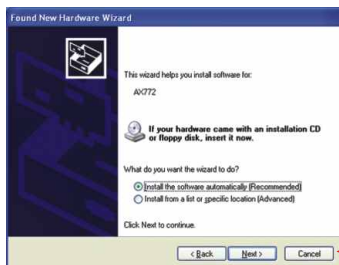 Found New Hardware Wizard
This wizard helps you install software for:
AX772
If your hardware came with an installation CD
or floppy disk, insert it now.
What do you want the wizard to do?
Install the software automatically (Recommended)
Install from a list or specific location (Advanced)
Click Next to continue.
< Back Next > Cancel